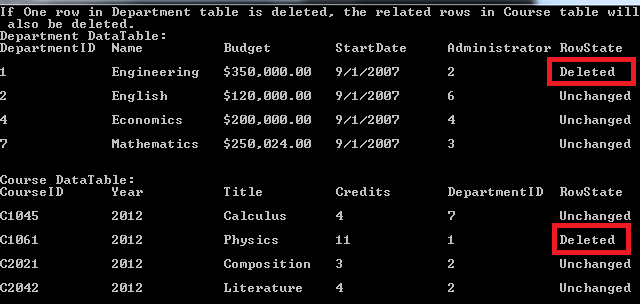 If One row in Department table is deleted, the related rows in Course table will
also be deleted.
Department DataTable:
DepartmentID Name Budget StartDate Administrator RowState
1 Engineering $350,000.00 9/1/2007 2 Deleted
2 English $120,000.00 9/1/2007 6 Unchanged
4 Economics $200,000.00 9/1/2007 4 Unchanged
7 Mathematics $250,024.00 9/1/2007 3 Unchanged
Course DataTable:
CourseID Year Title Credits DepartmentID RowState
C1045 2012 Calculus 4 7 Unchanged
C1061 2012 Physics 11 1 Deleted
C2021 2012 Composition 3 2 Unchanged
C2042 2012 Literature 4 2 Unchanged